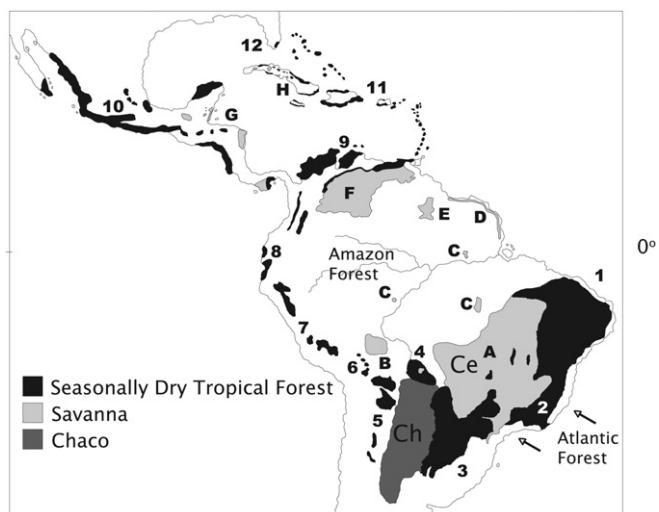 12
11
H
10
G
9
F
E
D
0º
C
8
Amazon
Forest
1
C
C
7
4
A
B
Ce
6
Seasonally Dry Tropical Forest
Savanna
Chaco
5
Ch
2
Atlantic
Forest
3